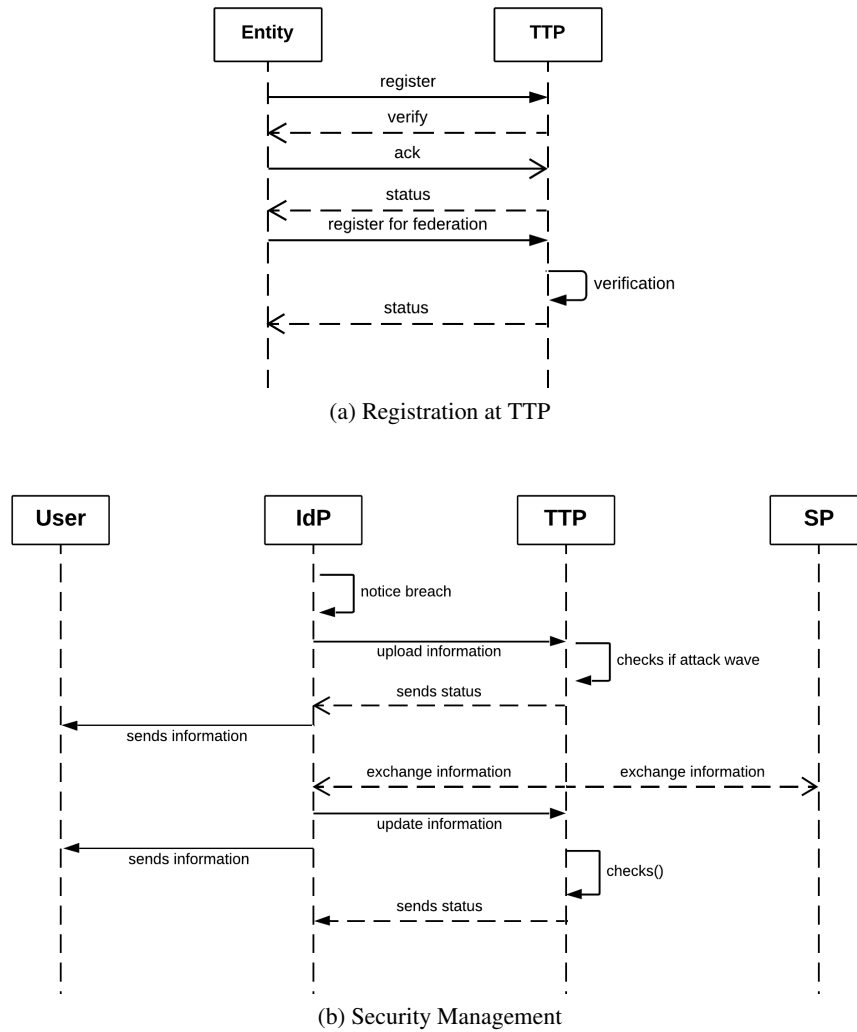 Entity TTP
register
verify
ack
status
register for federation
verification
status
(a) Registration at TTP
User IdP TTP SP
notice breach
upload information
checks if attack wave
sends status
sends information
exchange information exchange information
update information
sends information
checks()
sends status
(b) Security Management